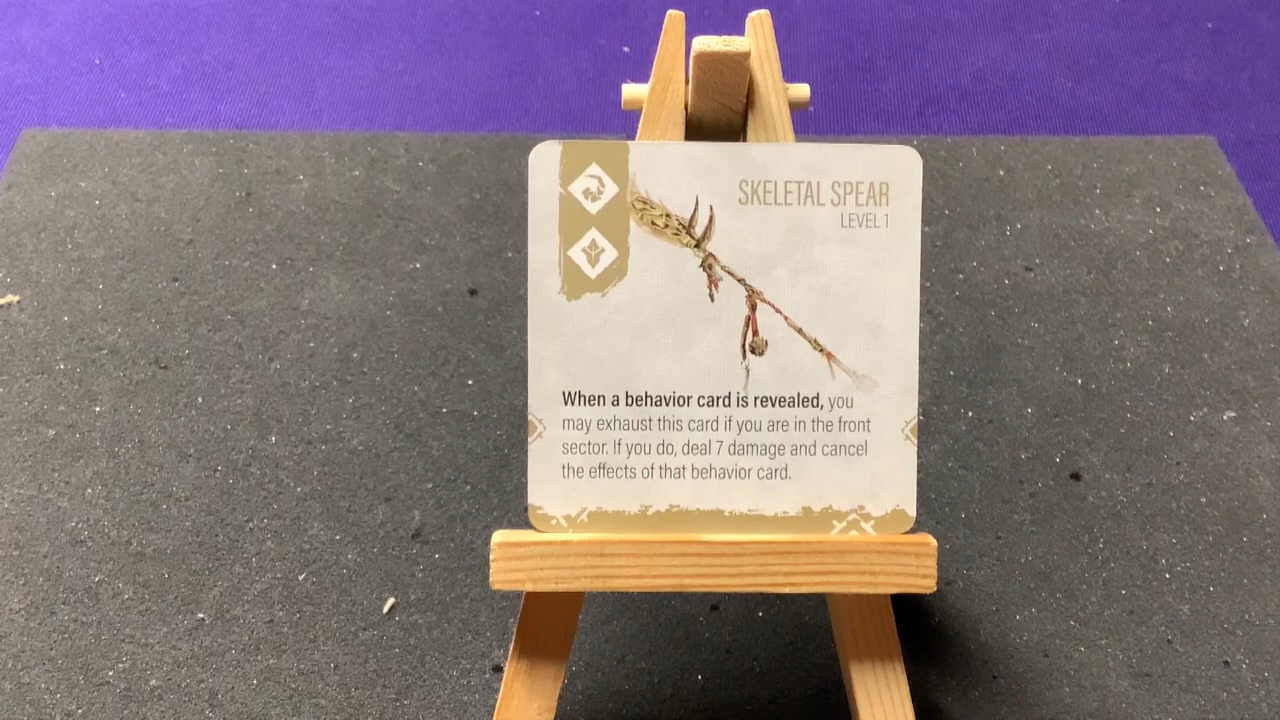 SKELETAL SPEAR
LEVEL 1
When a behavior card is revealed, you
may exhaust this card if you are in the front
sector. If you do, deal 7 damage and cancel
the effects of that behavior card.